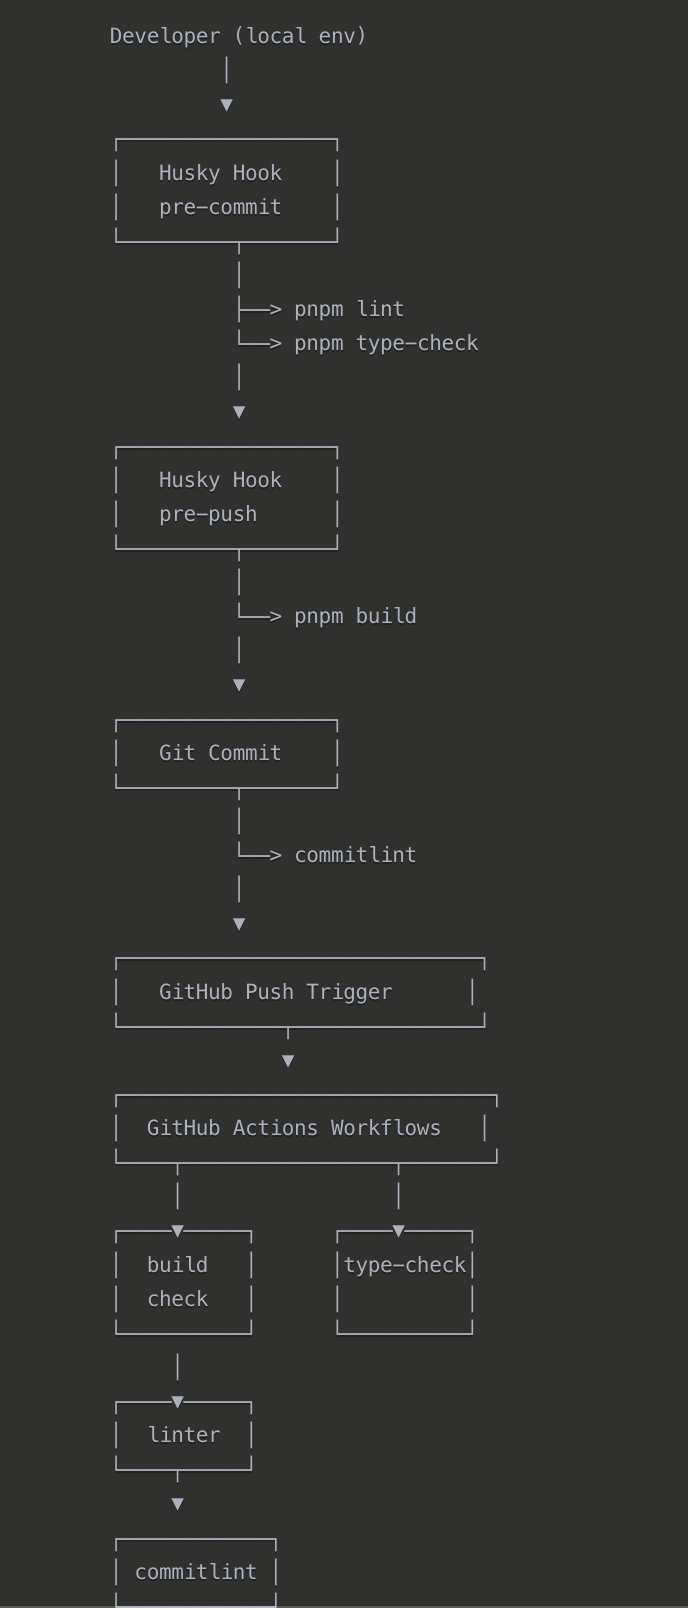 Developer (local env)
Husky Hook
pre-commit
pnpm lint
pnpm type-check
Husky Hook
pre-push
pnpm build
Git Commit
commitlint
GitHub Push Trigger
GitHub Actions Workflows
build
check
type-check
linter
commitlint